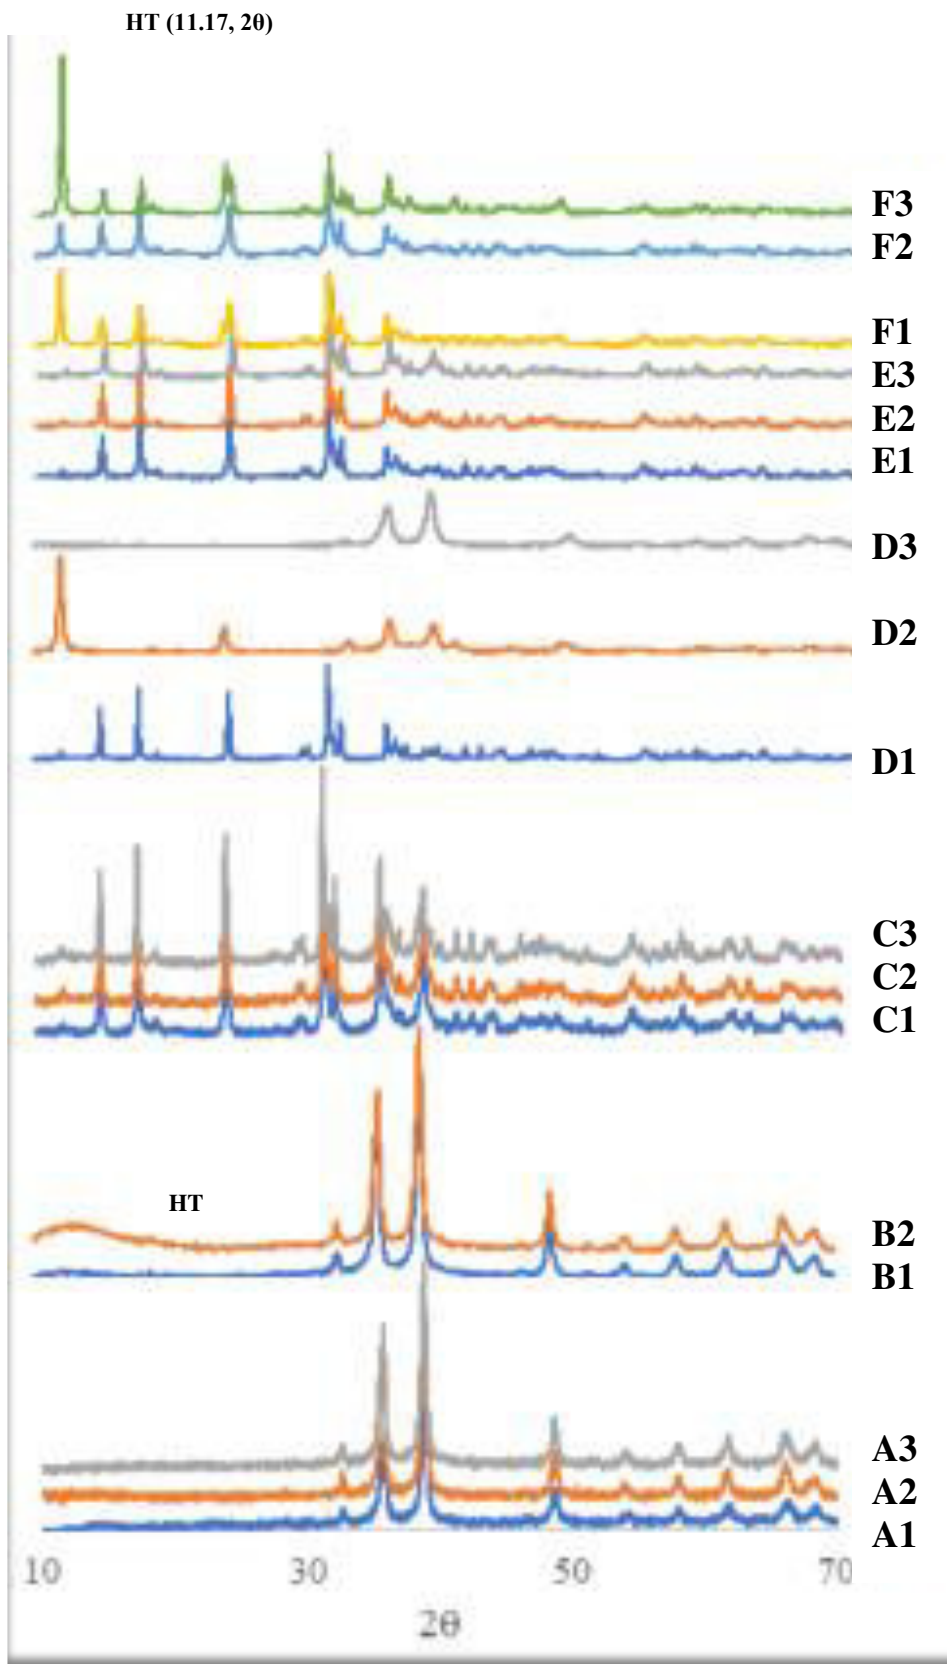 HT (11.17, 2θ)
F3
F2
F1
E3
E2
E1
D3
D2
D1
C3
C2
C1
HT
B2
B1
A3
A2
A1
10 30 50 70
2θ